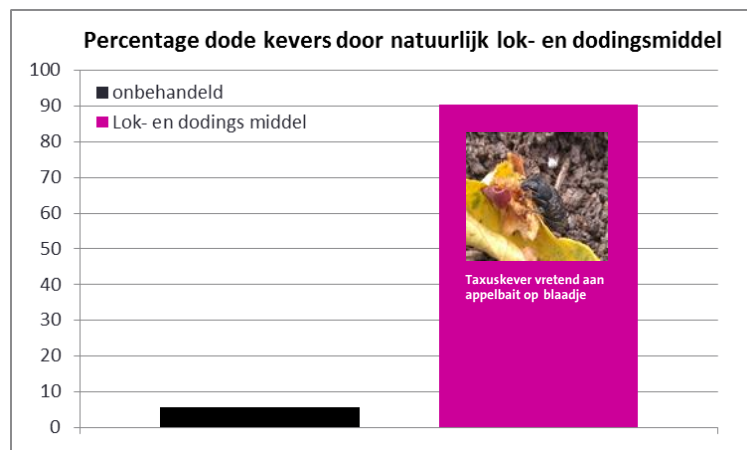 Percentage dode kevers door natuurlijk lok- en dodingsmiddel
100
onbehandeld
90
Lok- en dodings middel
80
70
60
50
40
Taxuskever vretend aan
appelbait op blaadje
30
20
10
0